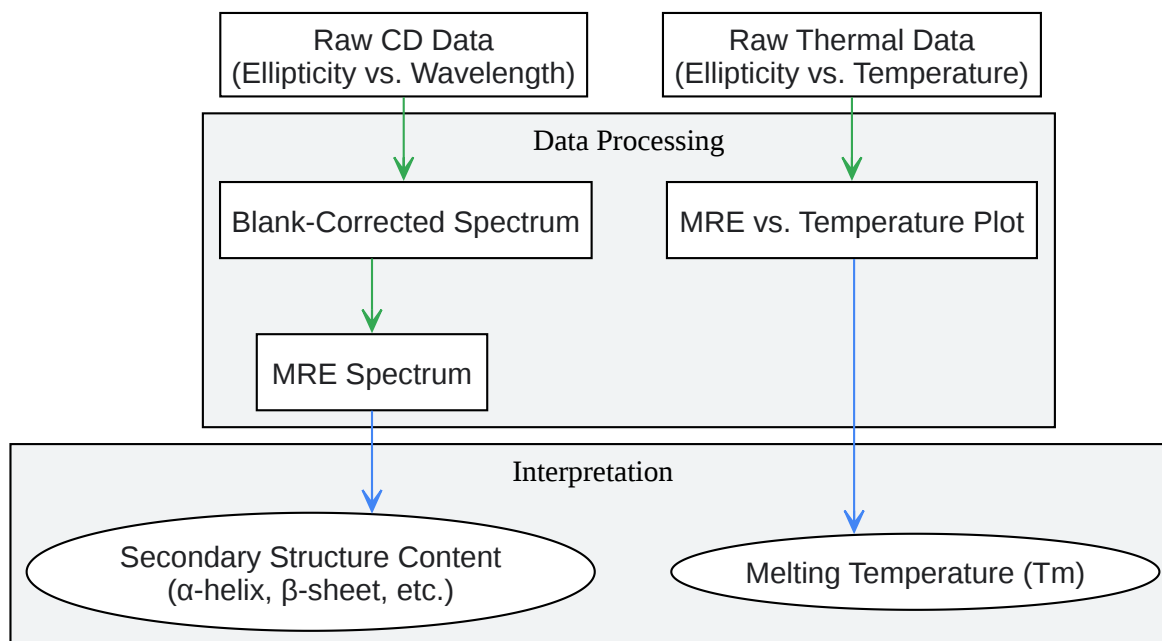 Raw CD Data
(Ellipticity vs. Wavelength)
Raw Thermal Data
(Ellipticity vs. Temperature)
Data Processing
Blank-Corrected Spectrum
MRE vs. Temperature Plot
MRE Spectrum
Interpretation
Secondary Structure Content
(α-helix, β-sheet, etc.)
Melting Temperature (Tm)